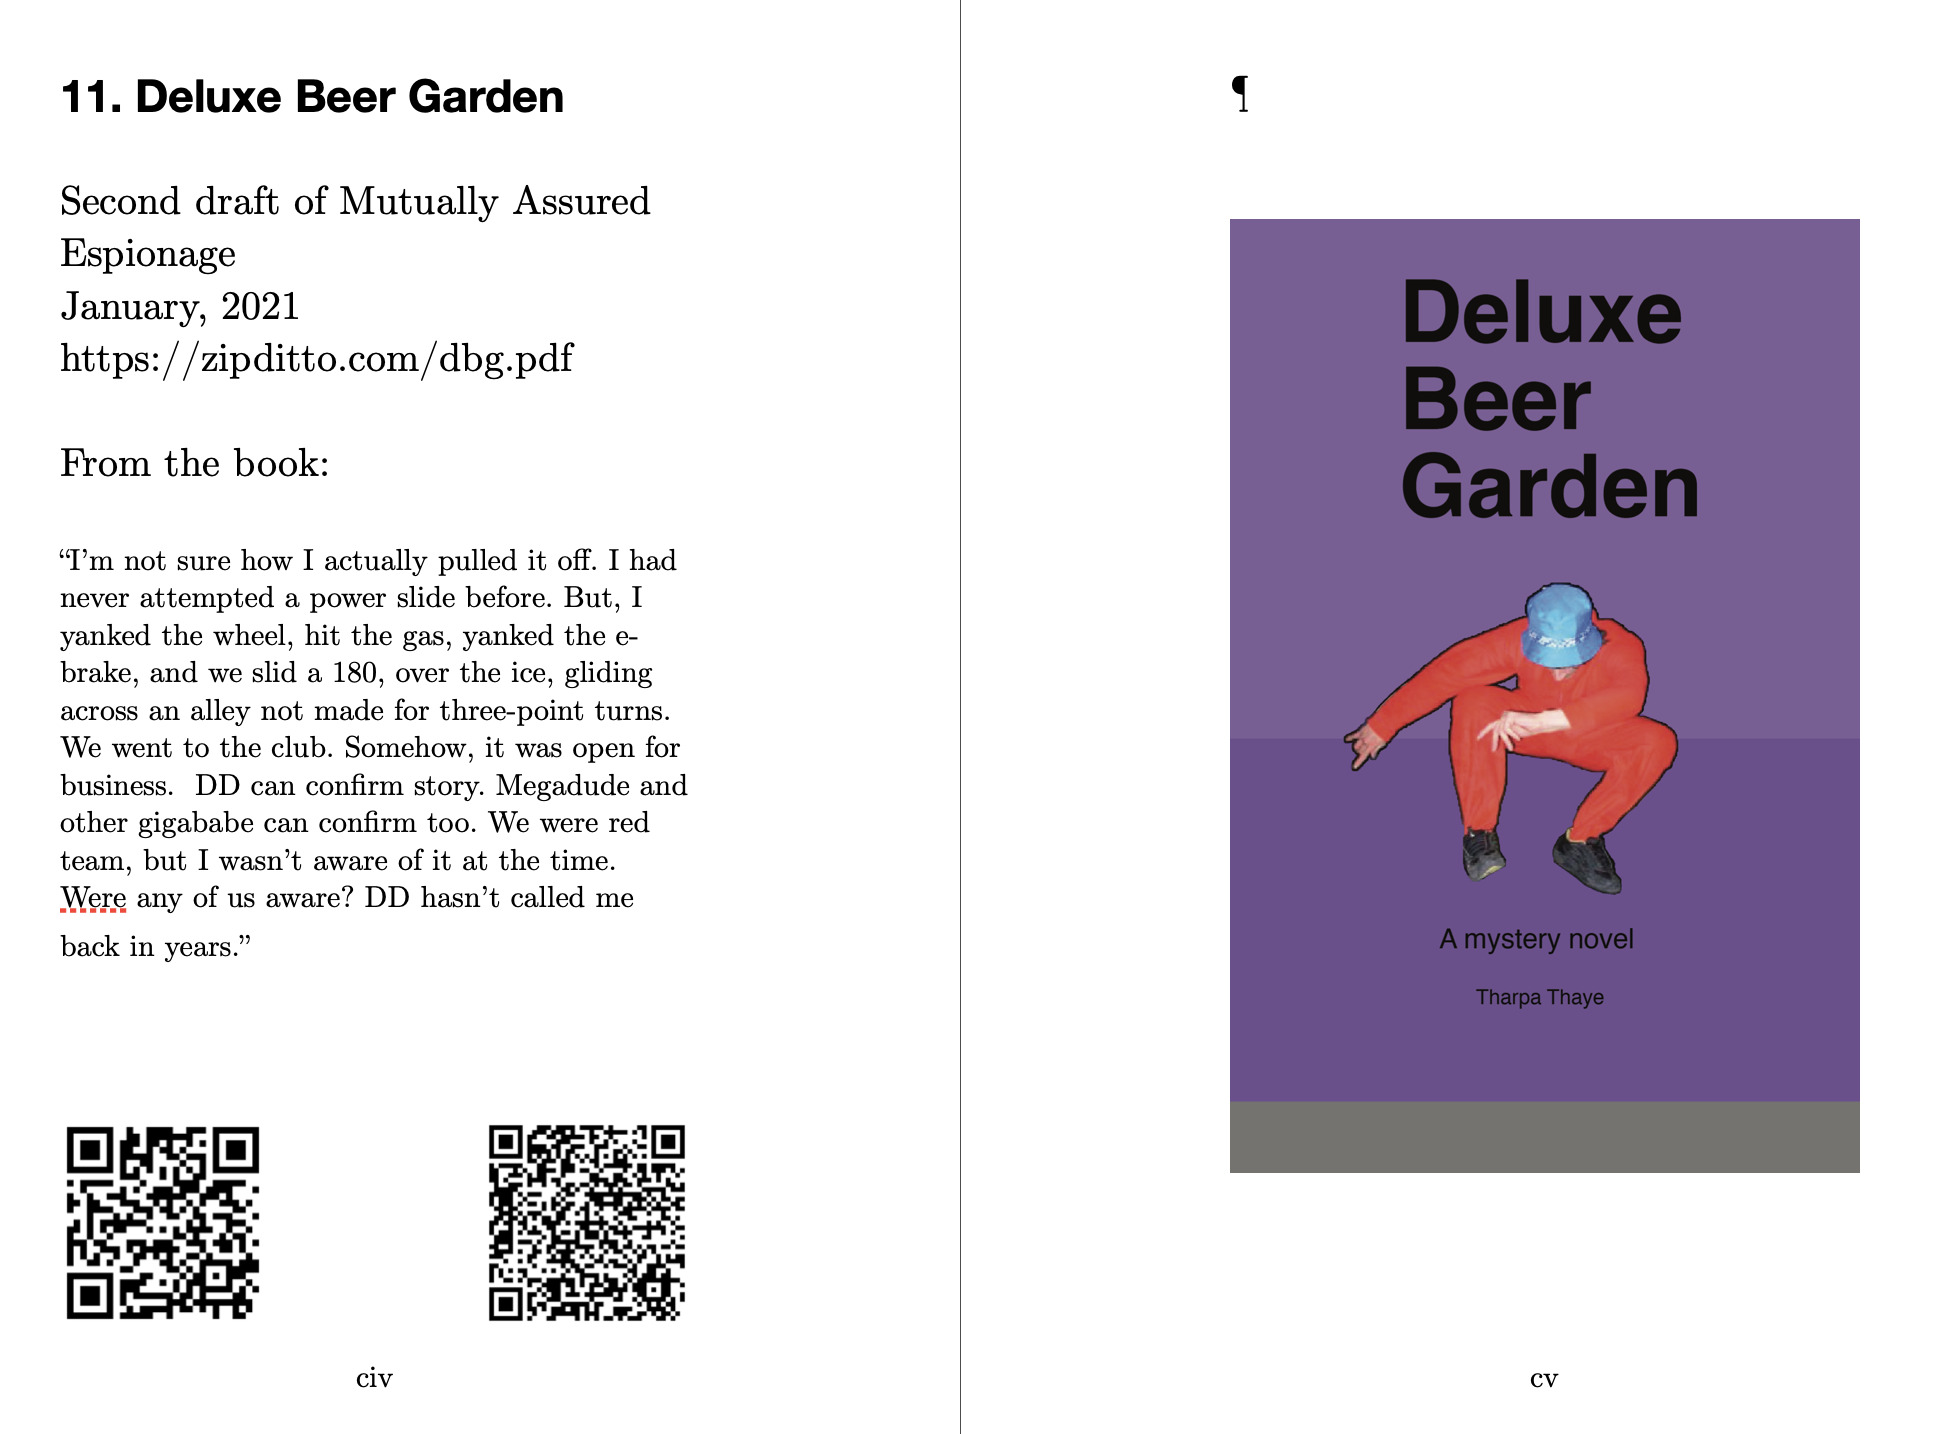 11. Deluxe Beer Garden
Second draft of Mutually Assured
Espionage
January, 2021
https://zipditto.com/dbg.pdf
From the book:
“I’m not sure how I actually pulled it off. I had
never attempted a power slide before. But, I
yanked the wheel, hit the gas, yanked the e-
brake, and we slid a 180, over the ice, gliding
across an alley not made for three-point turns.
We went to the club. Somehow, it was open for
business.  DD can confirm story. Megadude and
other gigababe can confirm too. We were red
team, but I wasn’t aware of it at the time.
Were any of us aware? DD hasn’t called me
back in years.”
civ
¶
Deluxe
Beer
Garden
A mystery novel
Tharpa Thaye
cv